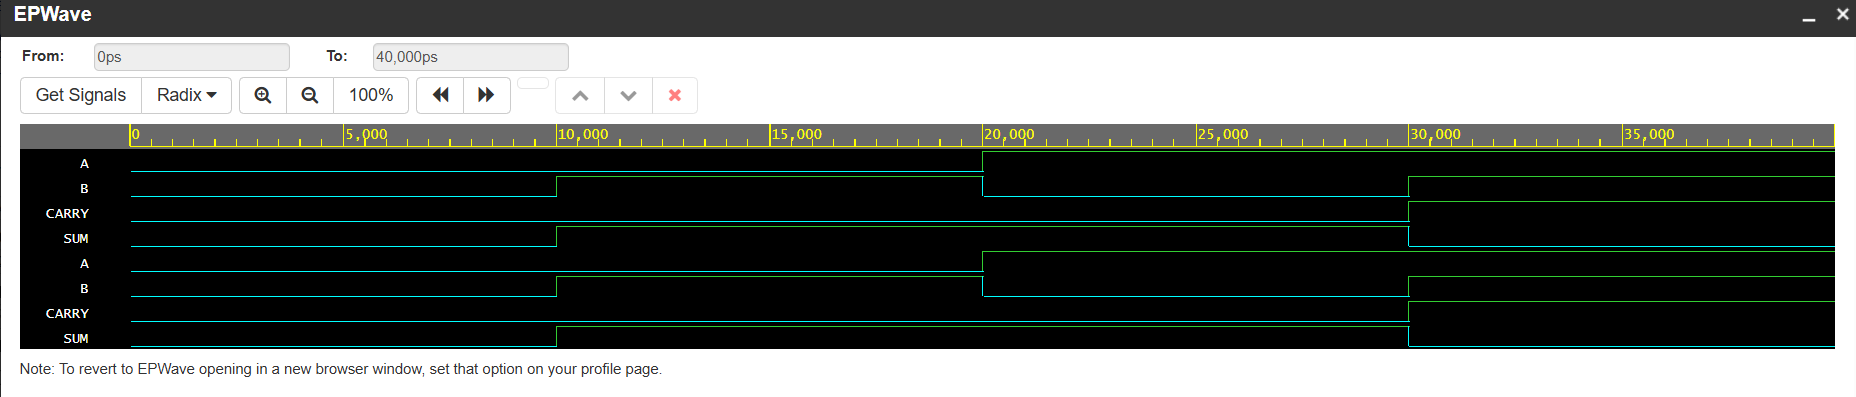 EPWave
From: 0ps To: 40,000ps
Get Signals Radix 100%
0 5,000 10,000 15,000 20,000 25,000 30,000 35,000
A
B
CARRY
SUM
A
B
CARRY
SUM
Note: To revert to EPWave opening in a new browser window, set that option on your profile page.